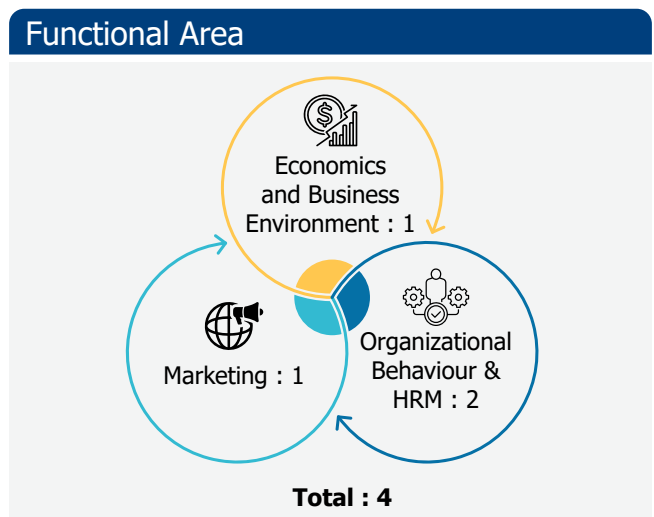 Functional Area
$
Economics
and Business
Environment : 1
Marketing : 1
Organizational
Behaviour &
HRM : 2
Total : 4